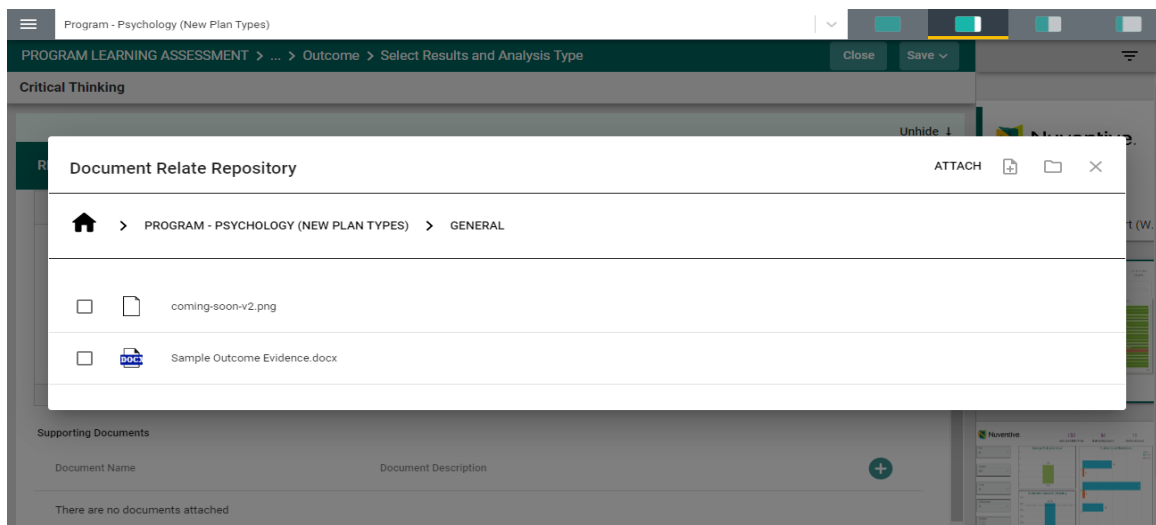 Program - Psychology (New Plan Types)
PROGRAM LEARNING ASSESSMENT > ... > Outcome > Select Results and Analysis Type
Close
Save
Critical Thinking
Unhide ↓
Document Relate Repository
ATTACH
PROGRAM - PSYCHOLOGY (NEW PLAN TYPES) > GENERAL
coming-soon-v2.png
DOCX
Sample Outcome Evidence.docx
Supporting Documents
Document Name
Document Description
There are no documents attached
Nuventive